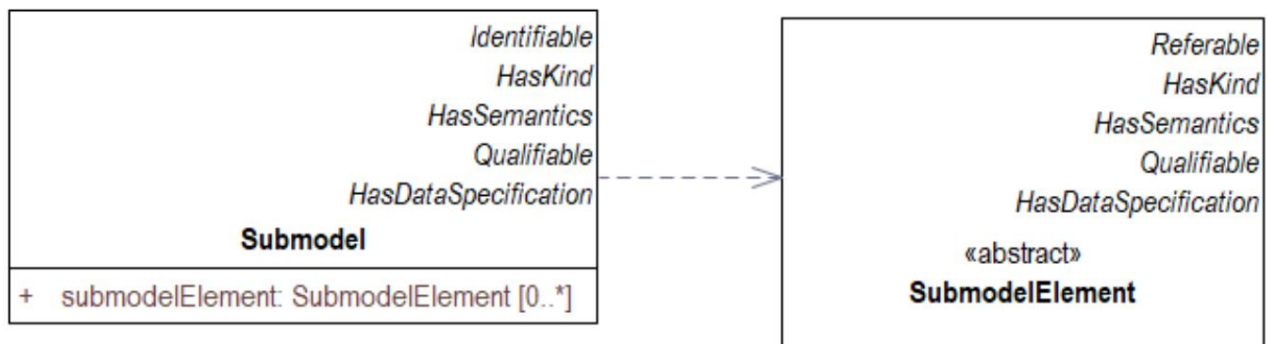 Identifiable
HasKind
HasSemantics
Qualifiable
HasDataSpecification
Submodel
+ submodelElement: SubmodelElement [0..*]
Referable
HasKind
HasSemantics
Qualifiable
HasDataSpecification
«abstract»
SubmodelElement